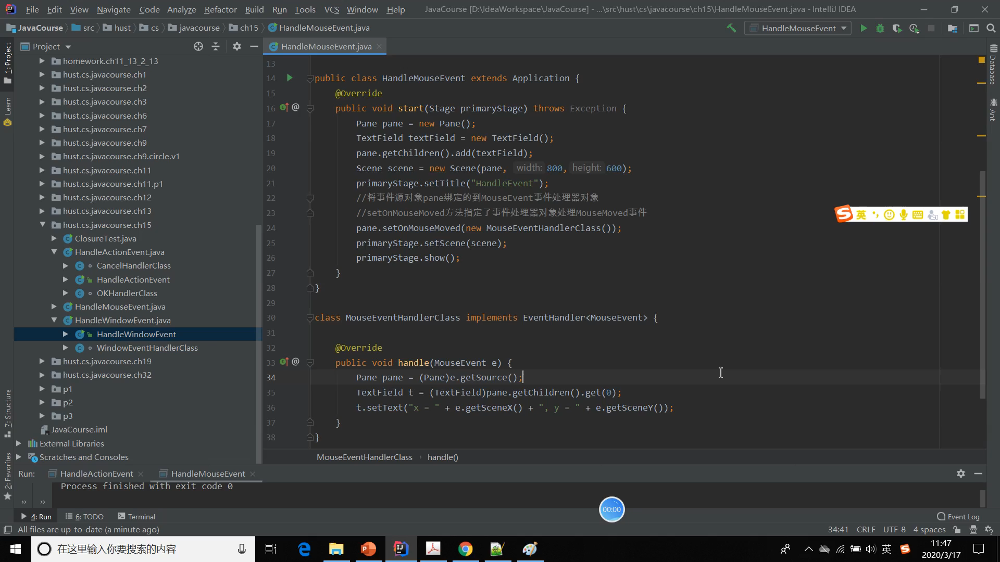 File Edit View Navigate Code Analyze Refactor Build Run Tools VCS Window Help JavaCourse [D:\IdeaWorkspace\JavaCourse] - ...\src\hust\cs\javacourse\ch15\HandleMouseEvent.java - IntelliJ IDEA
JavaCourse src hust cs javacourse ch15 HandleMouseEvent.java HandleMouseEvent
Project HandleMouseEvent.java
1: Project
Learn
7: Structure
2: Favorites
homework.ch11_13_2_13
hust.cs.javacourse.ch1
hust.cs.javacourse.ch2
hust.cs.javacourse.ch3
hust.cs.javacourse.ch6
hust.cs.javacourse.ch7
hust.cs.javacourse.ch9
hust.cs.javacourse.ch9.circle.v1
hust.cs.javacourse.ch11
hust.cs.javacourse.ch11.p1
hust.cs.javacourse.ch12
hust.cs.javacourse.ch13
hust.cs.javacourse.ch15
ClosureTest.java
HandleActionEvent.java
CancelHandlerClass
HandleActionEvent
OKHandlerClass
HandleMouseEvent.java
HandleWindowEvent.java
HandleWindowEvent
WindowEventHandlerClass
hust.cs.javacourse.ch19
hust.cs.javacourse.ch32
p1
p2
p3
JavaCourse.iml
External Libraries
Scratches and Consoles
13
14 public class HandleMouseEvent extends Application {
15 @Override
16 @ public void start(Stage primaryStage) throws Exception {
17 Pane pane = new Pane();
18 TextField textField = new TextField();
19 pane.getChildren().add(textField);
20 Scene scene = new Scene(pane, width: 800, height: 600);
21 primaryStage.setTitle("HandleEvent");
22 //将事件源对象pane绑定的到MouseEvent事件处理器对象
23 //setOnMouseMoved方法指定了事件处理器对象处理MouseMoved事件
24 pane.setOnMouseMoved(new MouseEventHandlerClass());
25 primaryStage.setScene(scene);
26 primaryStage.show();
27 }
28 }
29
30 class MouseEventHandlerClass implements EventHandler<MouseEvent> {
31
32 @Override
33 @ public void handle(MouseEvent e) {
34 Pane pane = (Pane)e.getSource();
35 TextField t = (TextField)pane.getChildren().get(0);
36 t.setText("x = " + e.getSceneX() + ", y = " + e.getSceneY());
37 }
38 }
MouseEventHandlerClass › handle()
Database
Ant
英
Run: HandleActionEvent HandleMouseEvent
Process finished with exit code 0
00:00
4: Run 6: TODO Terminal Event Log
All files are up-to-date (a minute ago) 34:41 CRLF UTF-8 4 spaces
在这里输入你要搜索的内容 英 11:47
2020/3/17